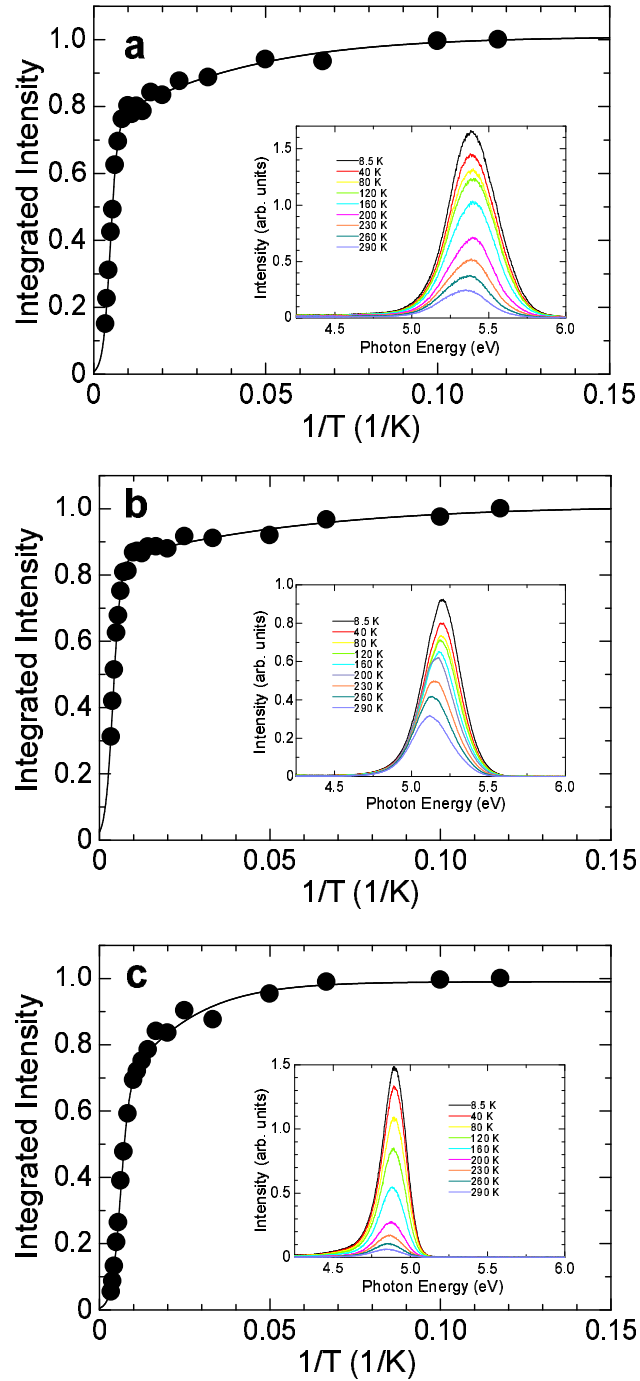 a
1.0
0.8
0.6
0.4
0.2
0
Integrated Intensity
0.00
0.05
0.10
0.15
1/T (1/K)
1.5
1.0
0.5
0
Intensity (arb. units)
8.5 K
40 K
80 K
120 K
160 K
200 K
230 K
260 K
290 K
4.5
5.0
5.5
6.0
Photon Energy (eV)
b
1.0
0.8
0.6
0.4
0.2
0
Integrated Intensity
0
0.05
0.10
0.15
1/T (1/K)
1.0
0.8
0.6
0.4
0.2
0
Intensity (arb. units)
8.5 K
40 K
80 K
120 K
160 K
200 K
230 K
260 K
290 K
4.5
5.0
5.5
6.0
Photon Energy (eV)
c
1.0
0.8
0.6
0.4
0.2
0
Integrated Intensity
0
0.05
0.10
0.15
1/T (1/K)
1.5
1.0
0.5
0
Intensity (arb. units)
8.5 K
40 K
80 K
120 K
160 K
200 K
230 K
260 K
290 K
4.5
5.0
5.5
6.0
Photon Energy (eV)